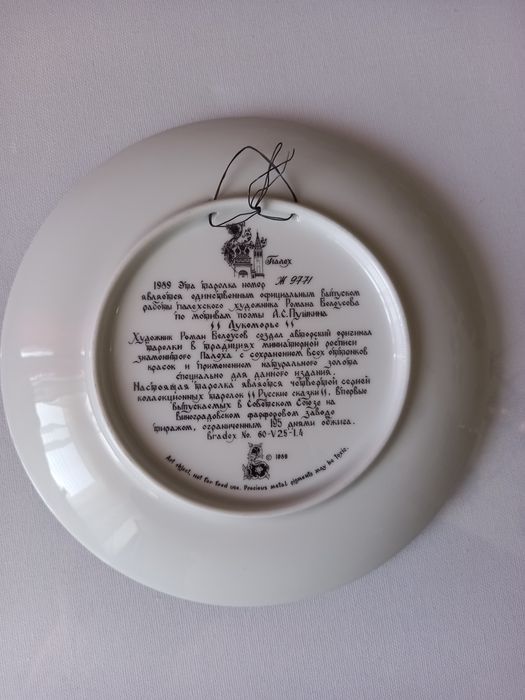 Палех
1989 Эта тарелка номер Ж 9771
является единственным официальным выпуском
работы палехского художника Романа Белоусова
по мотивам поэмы А.С.Пушкина
"Лукоморье"
Художник Роман Белоусов создал авторский оригинал
тарелки в традициях миниатюрной росписи
знаменитого Палеха с сохранением всех оттенков
красок и применением натурального золота
специально для данного издания.
Настоящая тарелка является четвертой серией
коллекционных тарелок "Русские сказки", впервые
выпускаемых в Советском Союзе на
Виноградовском фарфоровом заводе
тиражом, ограниченным 195 днями обжига.
Bradex No. 60-V25-1.4
© 1989
Art object, not for food use. Precious metal pigments may be toxic.